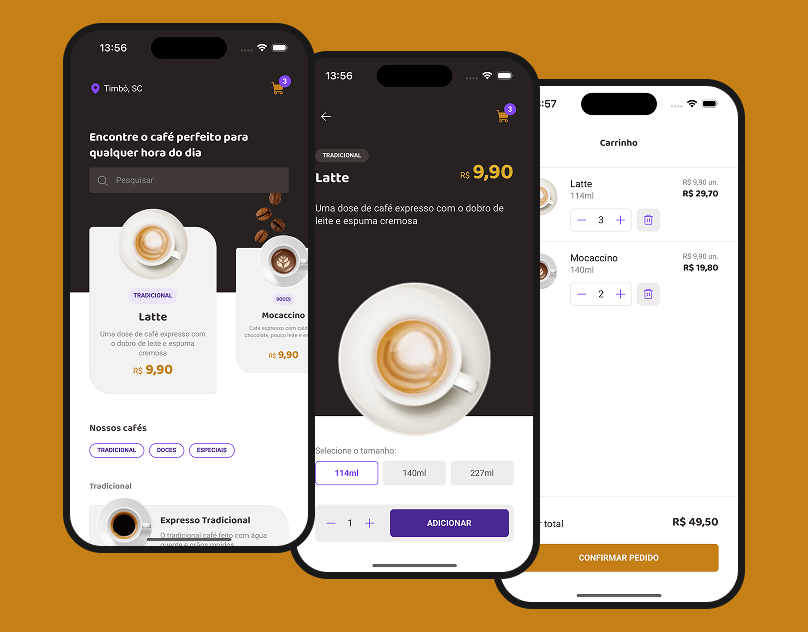 13:56
Timbó, SC
3
Encontre o café perfeito para
qualquer hora do dia
Pesquisar
TRADICIONAL
Latte
Uma dose de café expresso com
o dobro de leite e espuma
cremosa
R$ 9,90
DOCES
Mocaccino
Café expresso com
chocolate, pouco leite e
R$ 9,90
Nossos cafés
TRADICIONAL
DOCES
ESPECIAIS
Tradicional
Expresso Tradicional
O tradicional café feito com água
quente e grãos moídos
13:56
3
TRADICIONAL
Latte
R$ 9,90
Uma dose de café expresso com o dobro de
leite e espuma cremosa
Selecione o tamanho:
114ml
140ml
227ml
1
ADICIONAR
:57
Carrinho
Latte
R$ 9,90 un.
114ml
R$ 29,70
3
Mocaccino
R$ 9,90 un.
140ml
R$ 19,80
2
total
R$ 49,50
CONFIRMAR PEDIDO